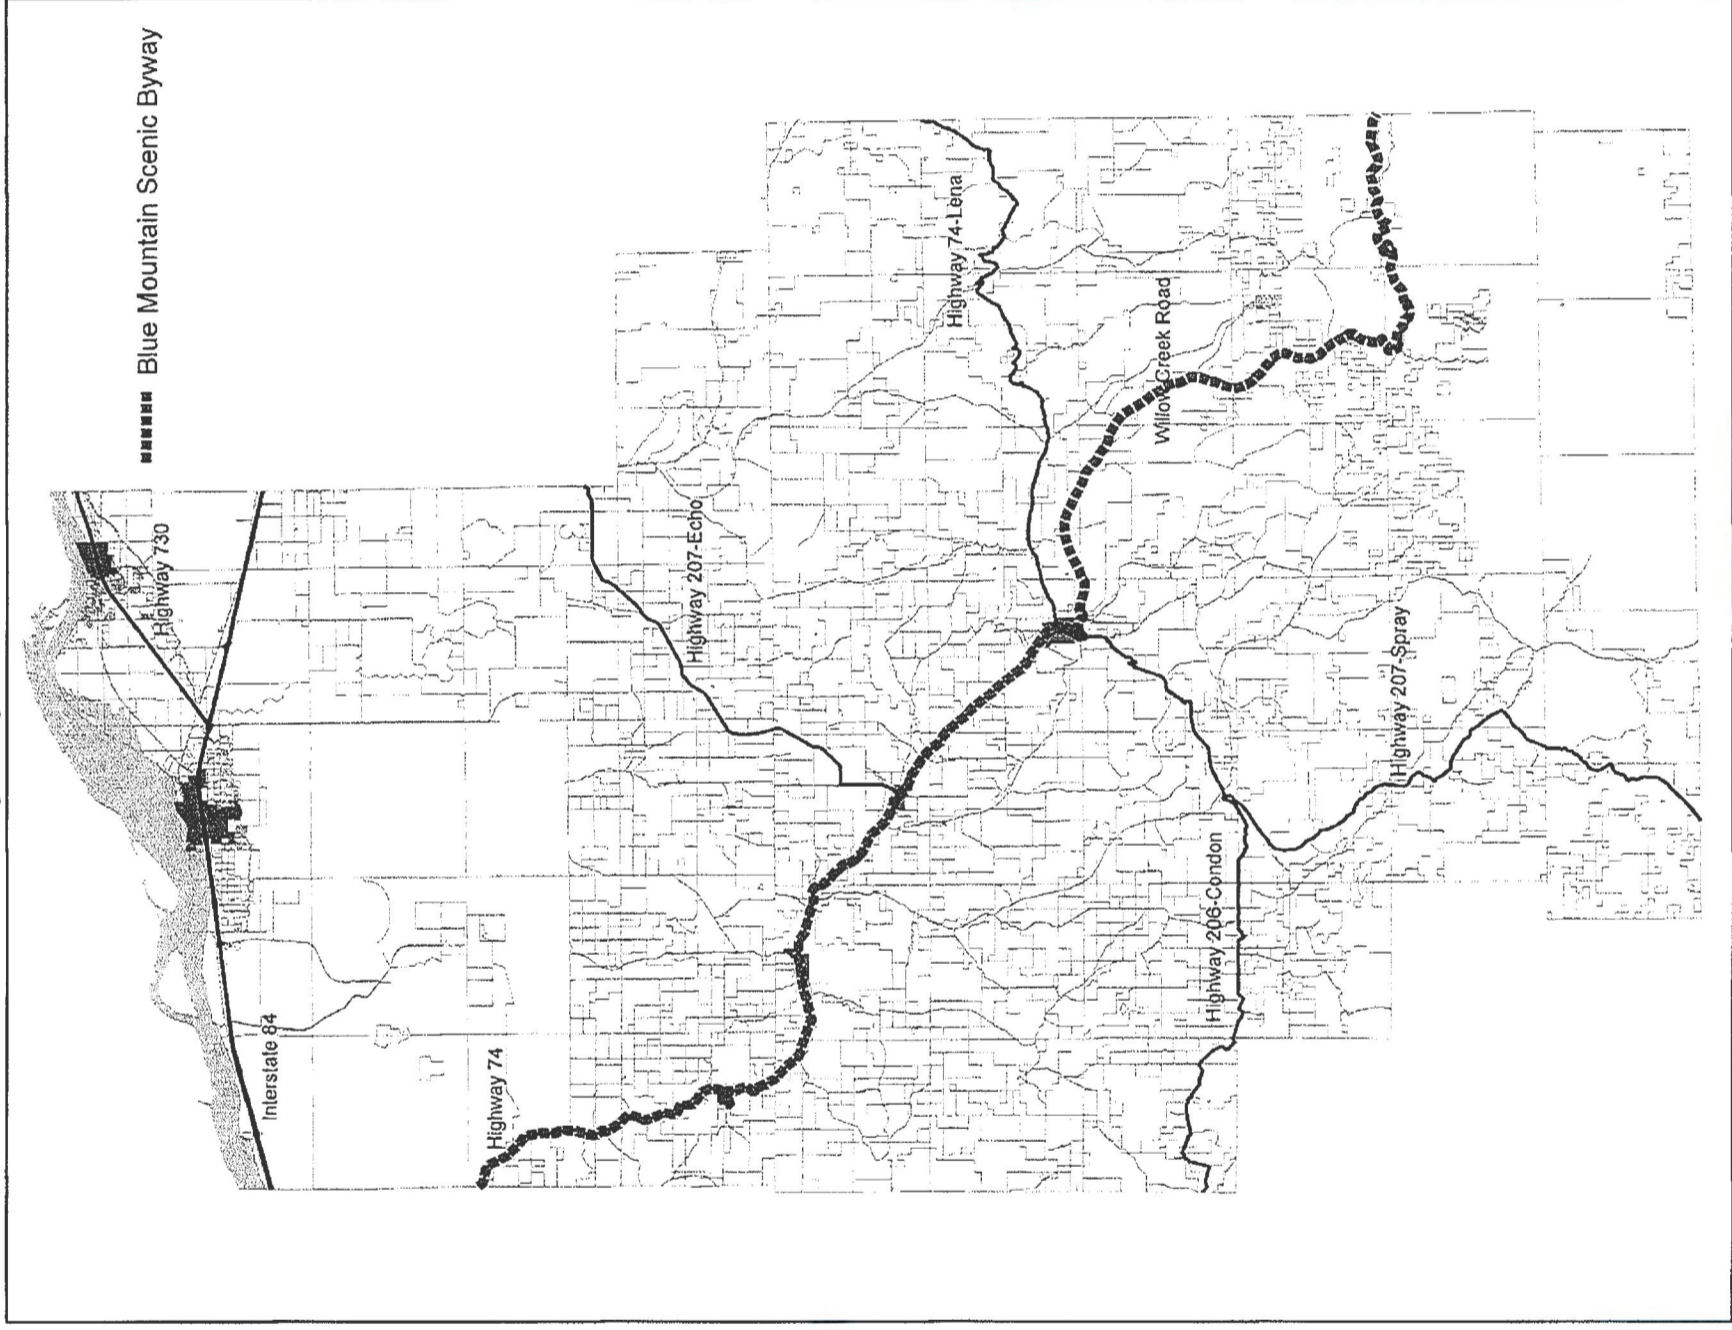 Blue Mountain Scenic Byway
Highway 730
Interstate 84
Highway 74
Highway 207-Echo
Highway 74-Lena
Willow Creek Road
Highway 206-Condon
Highway 207-Spray